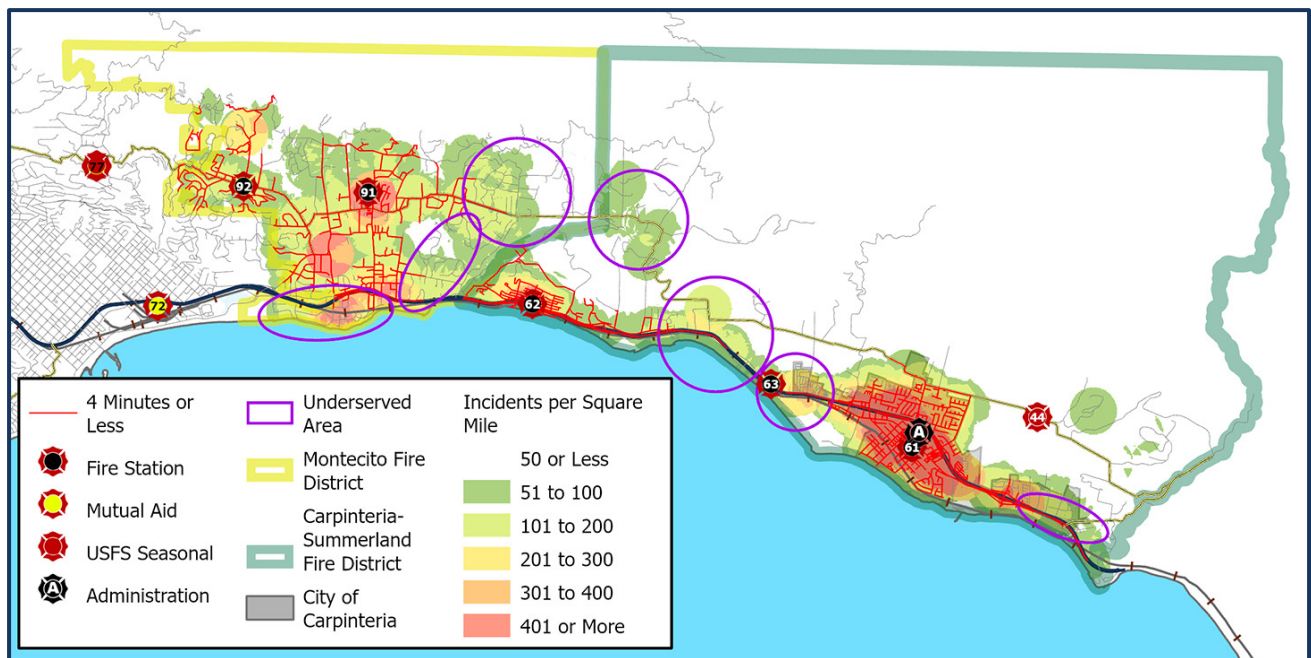 77
92
91
72
62
63
A
61
44
4 Minutes or
Less
Fire Station
Mutual Aid
USFS Seasonal
A
Administration
Underserved
Area
Montecito Fire
District
Carpinteria-
Summerland
Fire District
City of
Carpinteria
Incidents per Square
Mile
50 or Less
51 to 100
101 to 200
201 to 300
301 to 400
401 or More